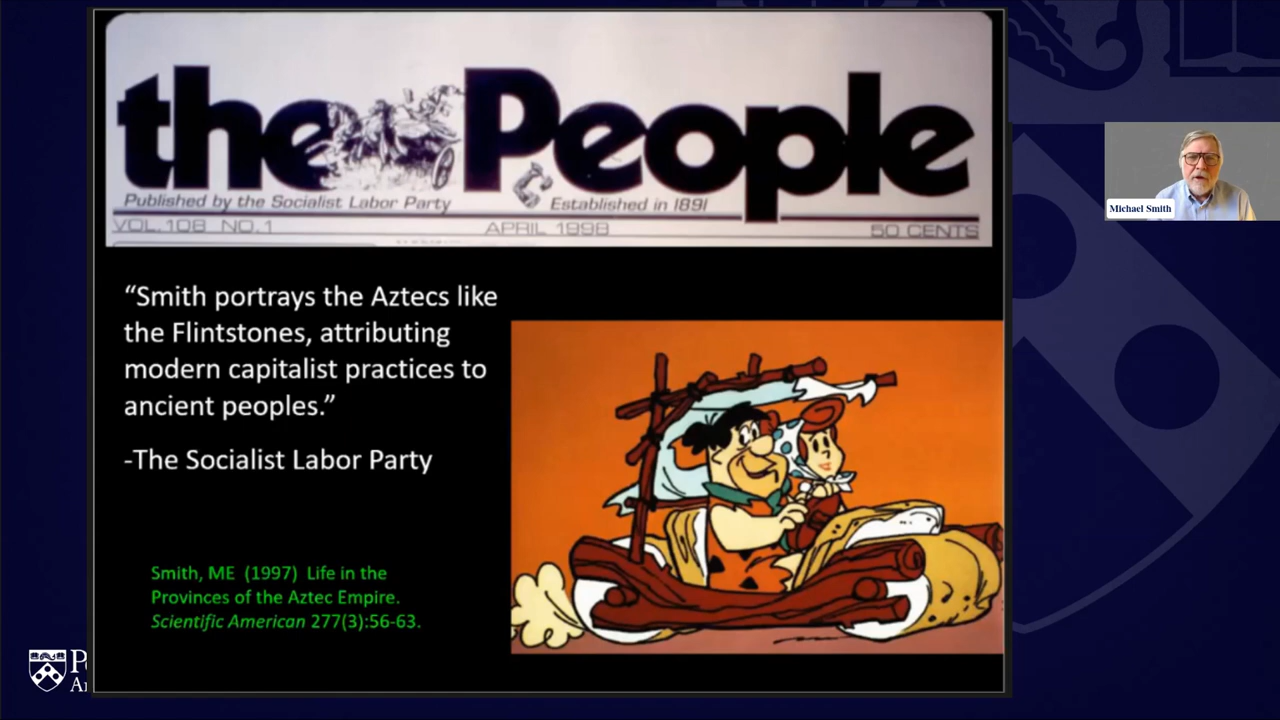 the People
Published by the Socialist Labor Party
Established in 1891
VOL.108 NO.1
APRIL 1998
50 CENTS
“Smith portrays the Aztecs like
the Flintstones, attributing
modern capitalist practices to
ancient peoples.”
-The Socialist Labor Party
Smith, ME (1997) Life in the
Provinces of the Aztec Empire.
Scientific American 277(3):56-63.
Michael Smith